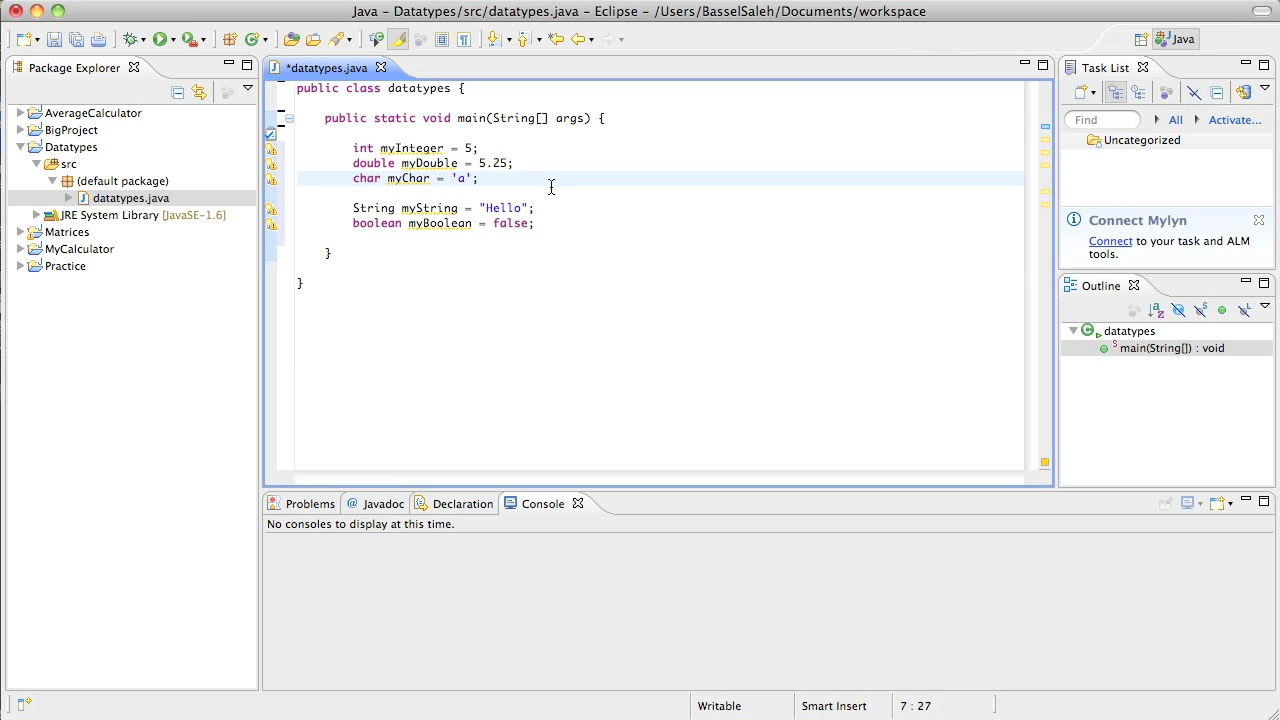 Java - Datatypes/src/datatypes.java - Eclipse - /Users/BasselSaleh/Documents/workspace
Java
Package Explorer
AverageCalculator
BigProject
Datatypes
src
(default package)
datatypes.java
JRE System Library [JavaSE-1.6]
Matrices
MyCalculator
Practice
*datatypes.java
public class datatypes {
public static void main(String[] args) {
int myInteger = 5;
double myDouble = 5.25;
char myChar = 'a';
String myString = "Hello";
boolean myBoolean = false;
}
}
Task List
Find
All
Activate...
Uncategorized
Connect Mylyn
Connect to your task and ALM
tools.
Outline
datatypes
main(String[]) : void
Problems
Javadoc
Declaration
Console
No consoles to display at this time.
Writable
Smart Insert
7 : 27